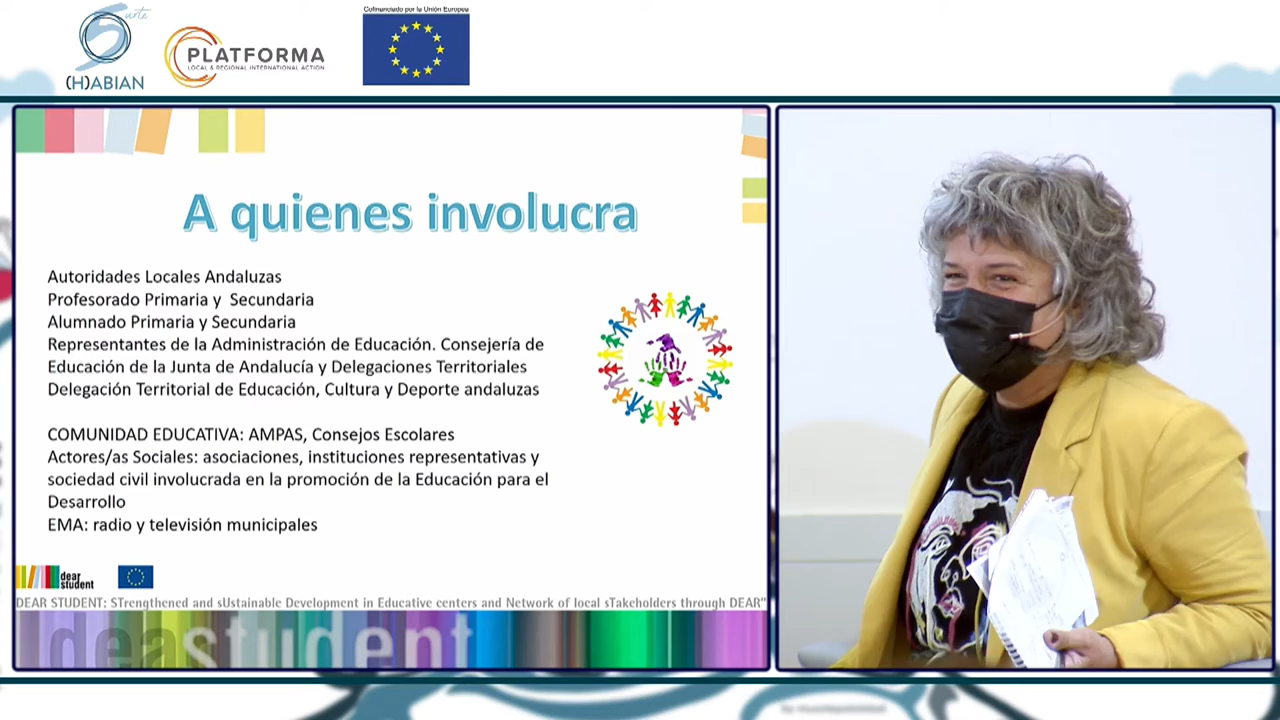 Cofinanciado por la Unión Europea
5 urte
(H)ABIAN
PLATFORMA
LOCAL & REGIONAL INTERNATIONAL ACTION
A quienes involucra
Autoridades Locales Andaluzas
Profesorado Primaria y Secundaria
Alumnado Primaria y Secundaria
Representantes de la Administración de Educación. Consejería de
Educación de la Junta de Andalucía y Delegaciones Territoriales
Delegación Territorial de Educación, Cultura y Deporte andaluzas
COMUNIDAD EDUCATIVA: AMPAS, Consejos Escolares
Actores/as Sociales: asociaciones, instituciones representativas y
sociedad civil involucrada en la promoción de la Educación para el
Desarrollo
EMA: radio y televisión municipales
dear
student
DEAR STUDENT: STrengthened and sUstainable Development in Educative centers and Network of local sTakeholders through DEAR"
dearstudent